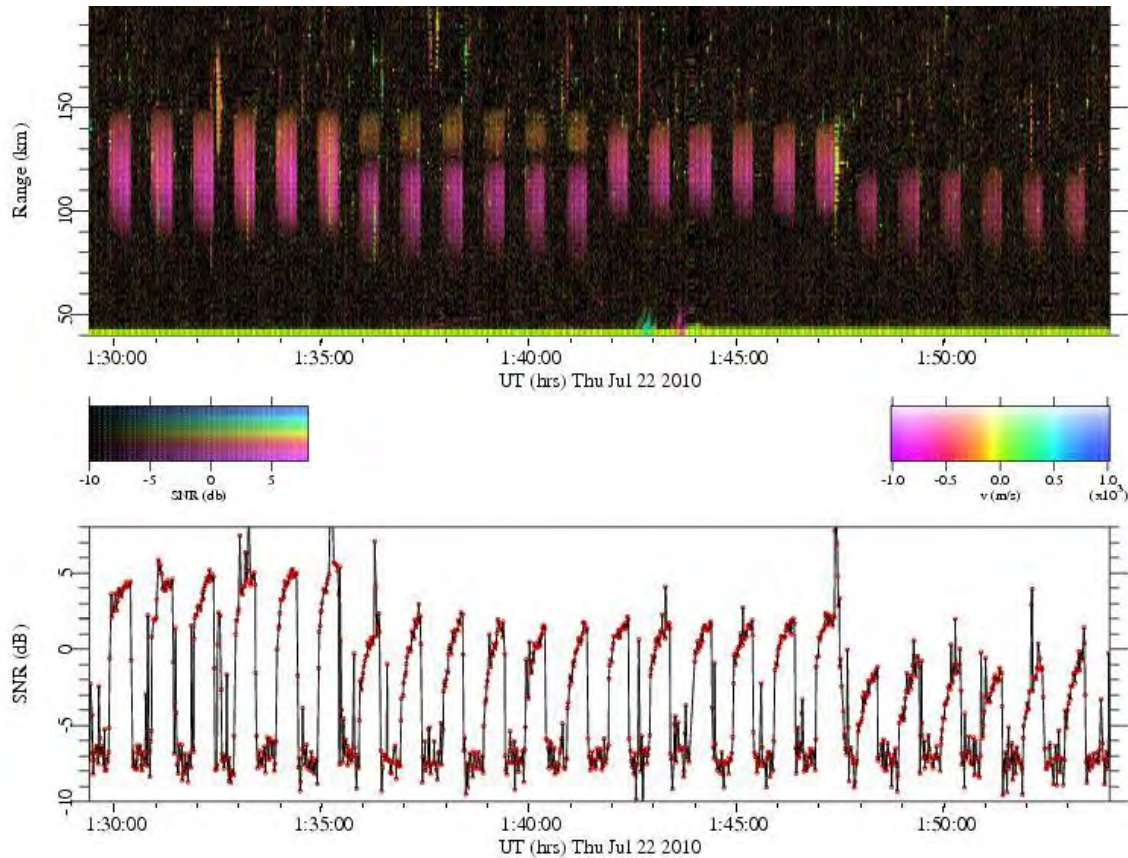 150
100
50
Range (km)
1:30:00 1:35:00 1:40:00 1:45:00 1:50:00
UT (hrs) Thu Jul 22 2010
-10 -5 0 5
SNR (db)
-1.0 -0.5 0.0 0.5 1.0
v (m/s) (x10³)
5
0
-5
-10
SNR (dB)
1:30:00 1:35:00 1:40:00 1:45:00 1:50:00
UT (hrs) Thu Jul 22 2010